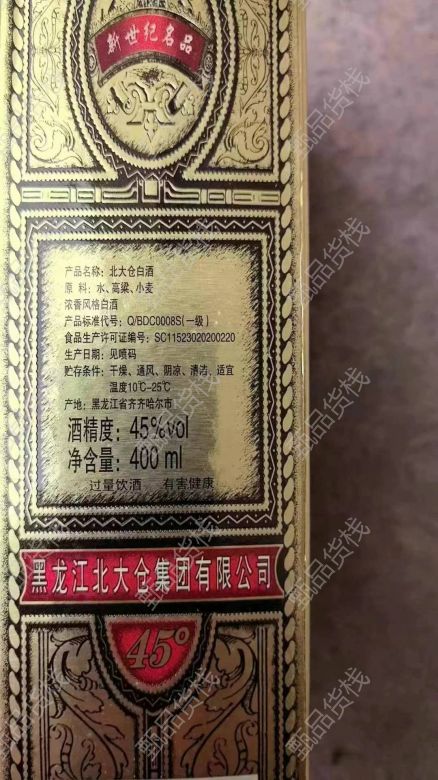 新世纪名品
产品名称：北大仓白酒
原 料：水、高粱、小麦
浓香风格白酒
产品标准代号：Q/BDC0008S(一级)
食品生产许可证编号：SC11523020200220
生产日期：见喷码
贮存条件：干燥、通风、阴凉、清洁、适宜
温度10℃-25℃
产地：黑龙江省齐齐哈尔市
酒精度：45%vol
净含量：400 ml
过量饮酒 有害健康
黑龙江北大仓集团有限公司
45°
甄品货栈